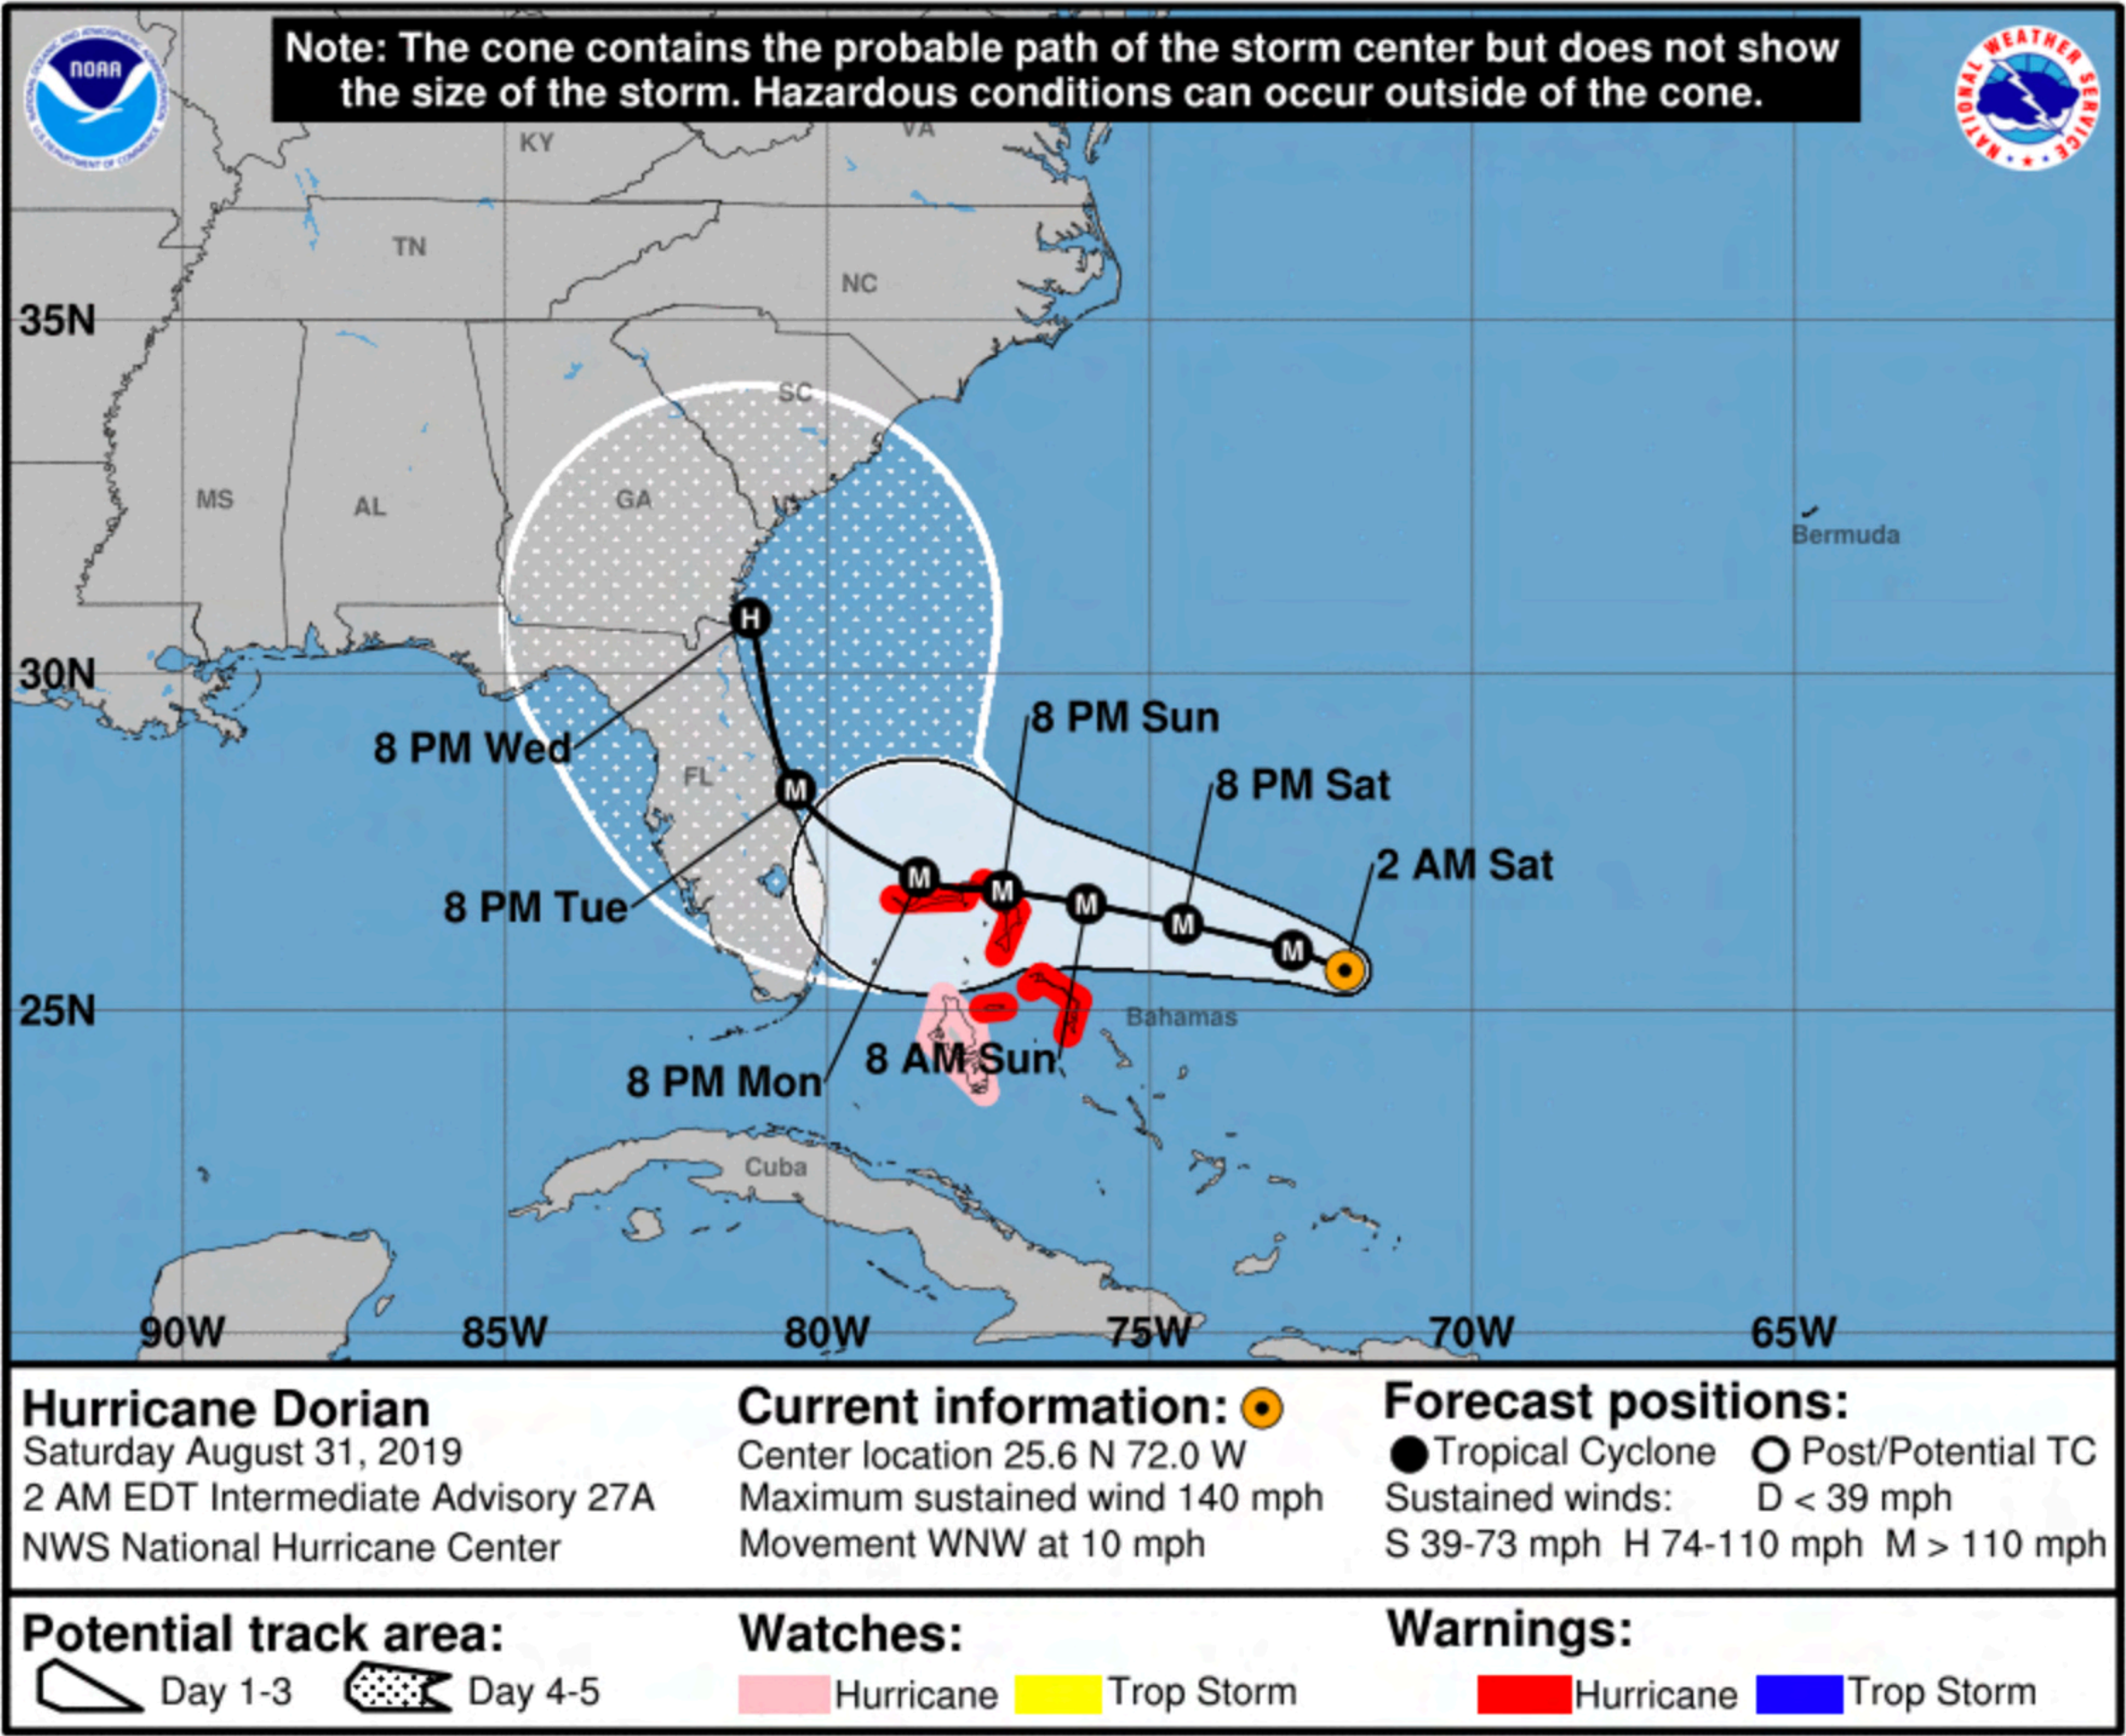 Note: The cone contains the probable path of the storm center but does not show
the size of the storm. Hazardous conditions can occur outside of the cone.
NOAA
NATIONAL WEATHER SERVICE
KY
VA
TN
NC
35N
SC
MS
AL
GA
Bermuda
H
30N
8 PM Wed
8 PM Sun
FL
M
8 PM Sat
2 AM Sat
8 PM Tue
M
M
M
M
M
25N
Bahamas
8 AM Sun
8 PM Mon
Cuba
90W
85W
80W
75W
70W
65W
Hurricane Dorian
Saturday August 31, 2019
2 AM EDT Intermediate Advisory 27A
NWS National Hurricane Center
Current information:
Center location 25.6 N 72.0 W
Maximum sustained wind 140 mph
Movement WNW at 10 mph
Forecast positions:
Tropical Cyclone Post/Potential TC
Sustained winds: D < 39 mph
S 39-73 mph H 74-110 mph M > 110 mph
Potential track area:
Day 1-3 Day 4-5
Watches:
Hurricane Trop Storm
Warnings:
Hurricane Trop Storm